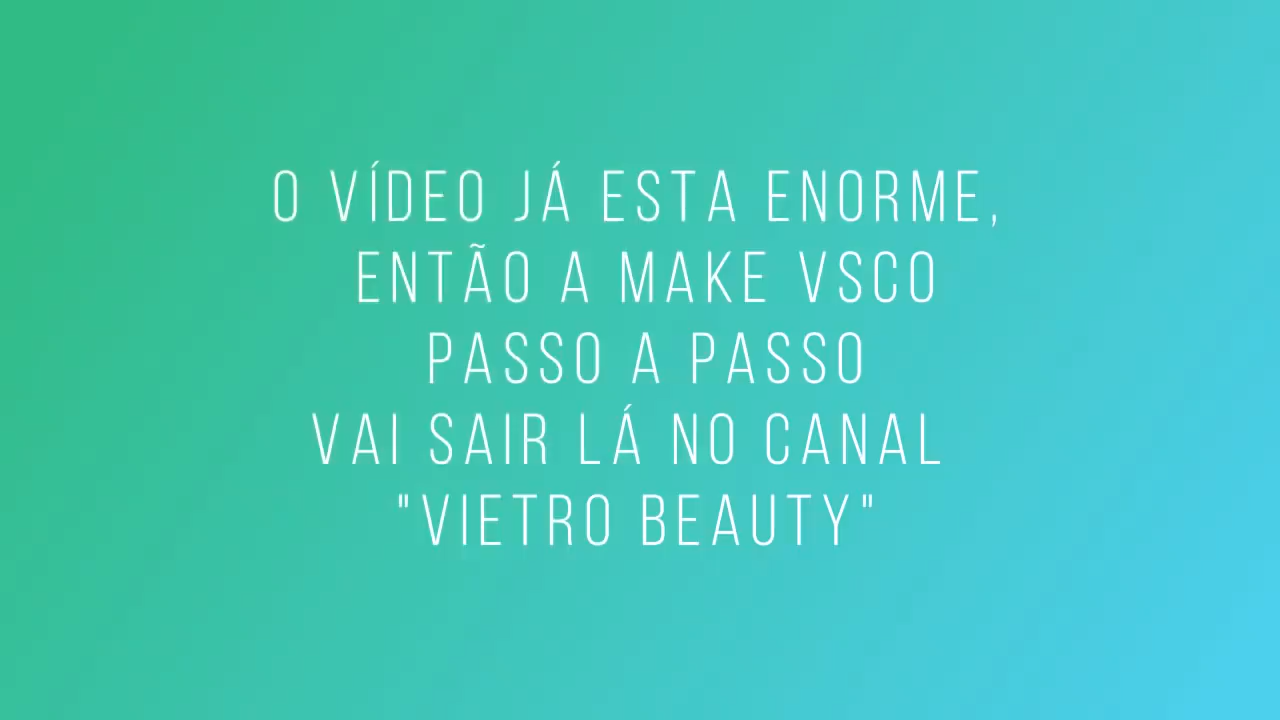 O VÍDEO JÁ ESTA ENORME,
ENTÃO A MAKE VSCO
PASSO A PASSO
VAI SAIR LÁ NO CANAL
"VIETRO BEAUTY"